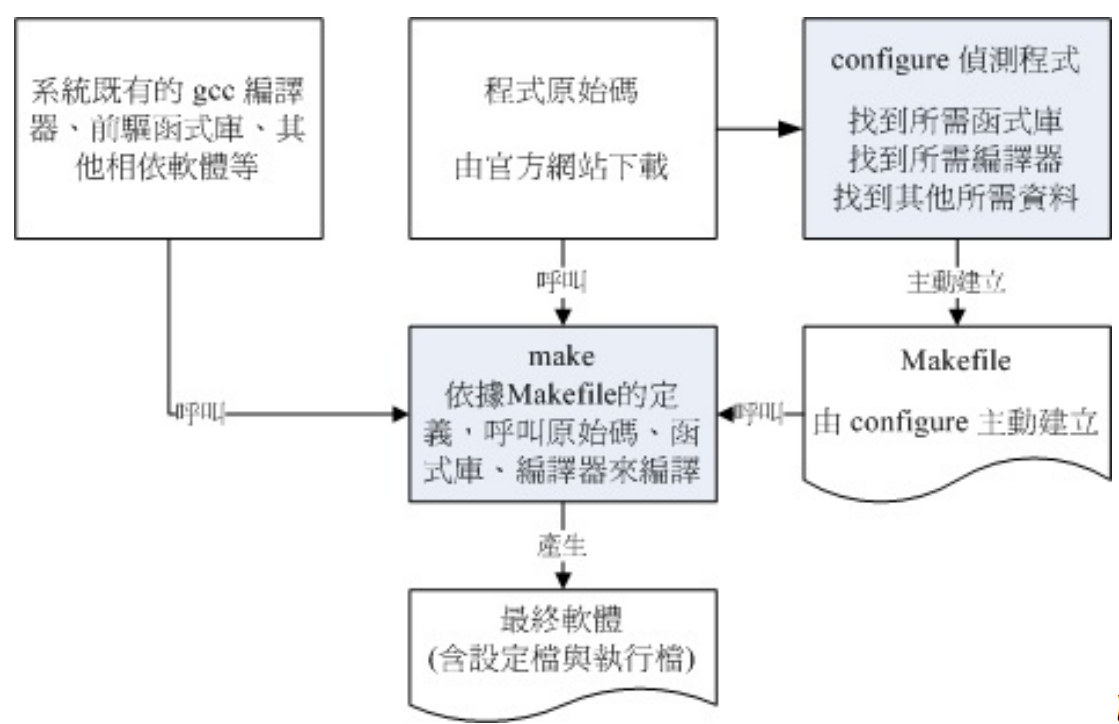 系統既有的 gcc 編譯
器、前驅函式庫、其
他相依軟體等
程式原始碼
由官方網站下載
configure 偵測程式
找到所需函式庫
找到所需編譯器
找到其他所需資料
呼叫
主動建立
make
依據Makefile的定
義，呼叫原始碼、函
式庫、編譯器來編譯
Makefile
由 configure 主動建立
呼叫
呼叫
產生
最終軟體
(含設定檔與執行檔)